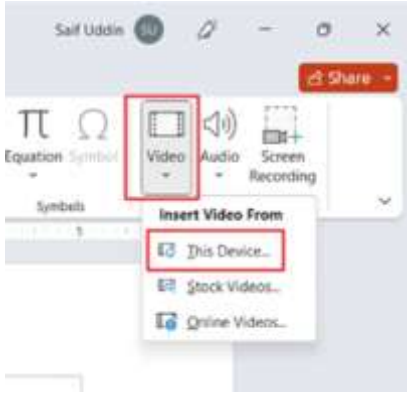 Saif Uddin SU
Share
Equation Symbol Video Audio Screen Recording
Symbols
5
Insert Video From
This Device...
Stock Videos...
Online Videos...